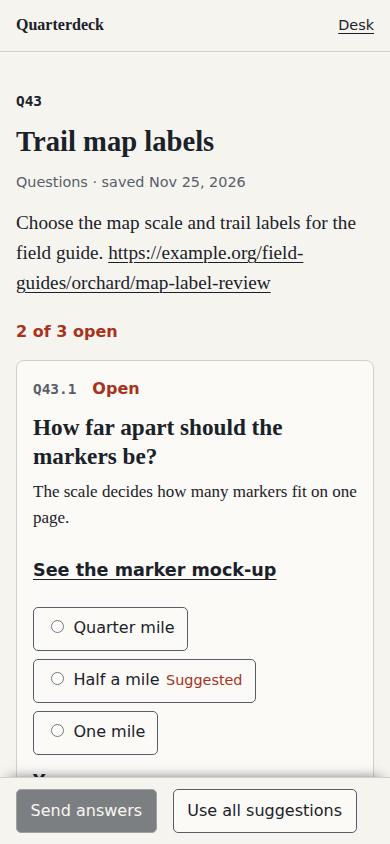 Quarterdeck
Desk
Q43
Trail map labels
Questions · saved Nov 25, 2026
Choose the map scale and trail labels for the
field guide. https://example.org/field-
guides/orchard/map-label-review
2 of 3 open
Q43.1 Open
How far apart should the
markers be?
The scale decides how many markers fit on one
page.
See the marker mock-up
Quarter mile
Half a mile Suggested
One mile
Send answers
Use all suggestions